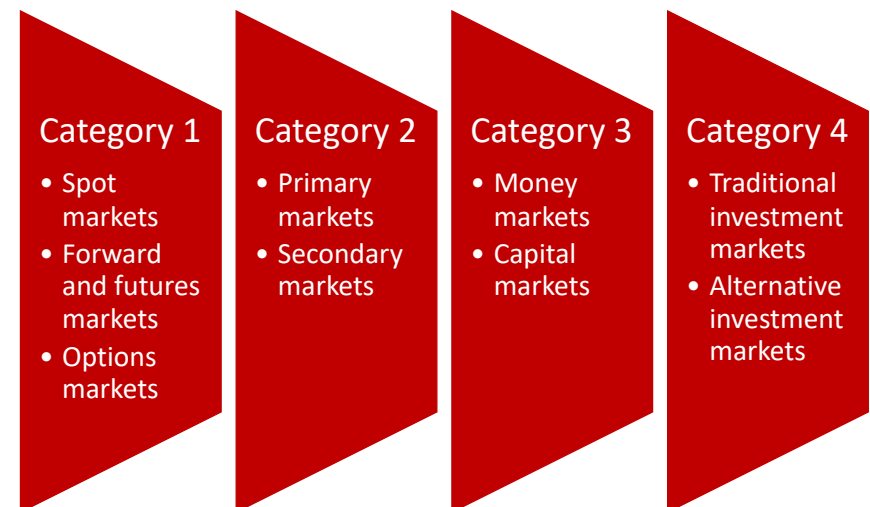 Category 1
• Spot
markets
• Forward
and futures
markets
• Options
markets
Category 2
• Primary
markets
• Secondary
markets
Category 3
• Money
markets
• Capital
markets
Category 4
• Traditional
investment
markets
• Alternative
investment
markets